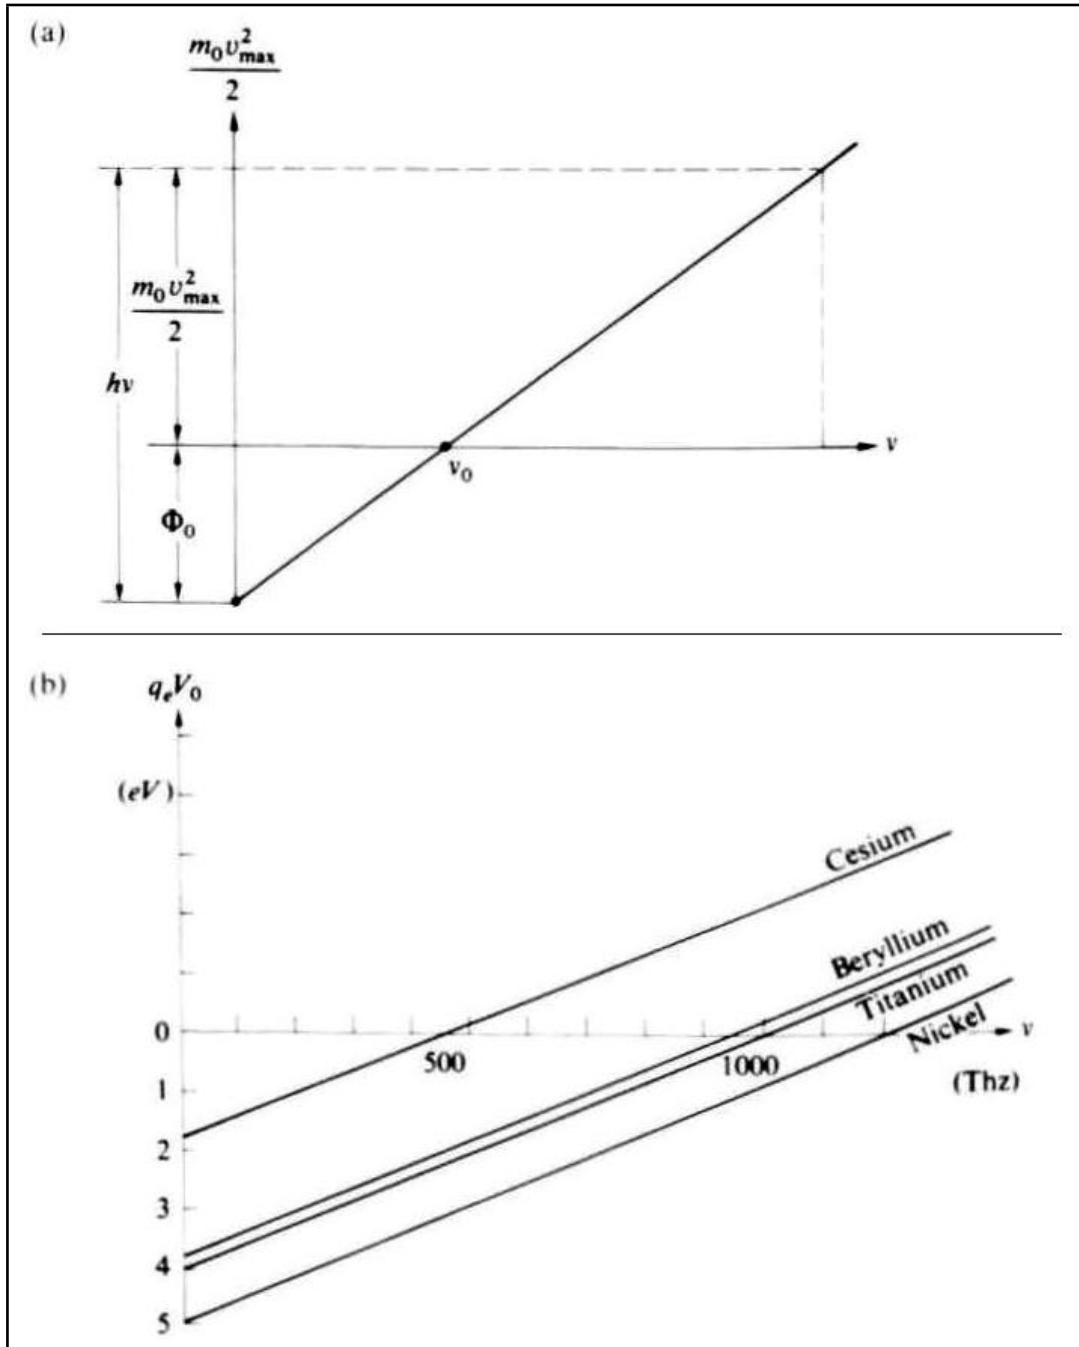 (a)
m₀v²max
2
m₀v²max
2
hν
ν
ν₀
Φ₀
(b)
qₑV₀
(eV)
Cesium
Beryllium
Titanium
Nickel
0
ν
500
1000
(Thz)
1
2
3
4
5